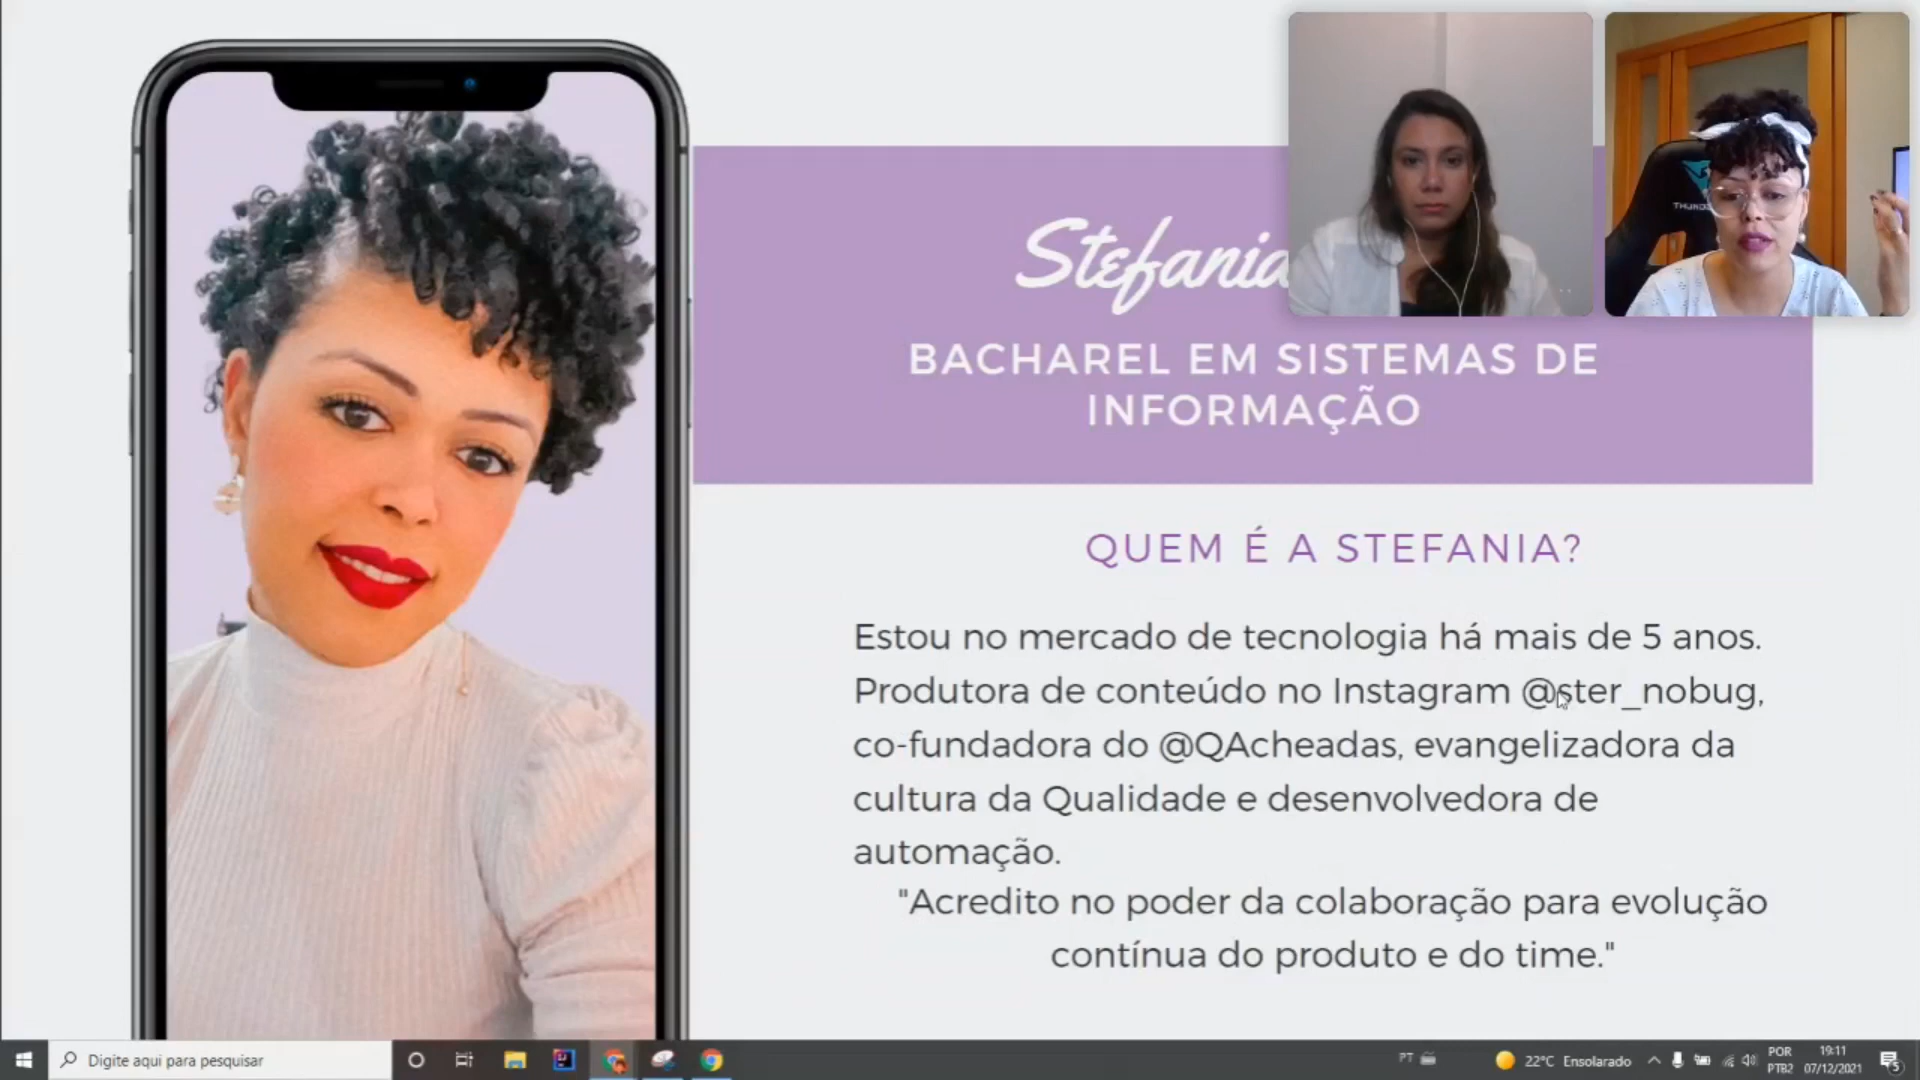 Stefania
BACHAREL EM SISTEMAS DE
INFORMAÇÃO
QUEM É A STEFANIA?
Estou no mercado de tecnologia há mais de 5 anos.
Produtora de conteúdo no Instagram @ster_nobug,
co-fundadora do @QAcheadas, evangelizadora da
cultura da Qualidade e desenvolvedora de
automação.
"Acredito no poder da colaboração para evolução
contínua do produto e do time."
Digite aqui para pesquisar
PT
22°C Ensolarado
POR
PTB2
19:11
07/12/2021
5